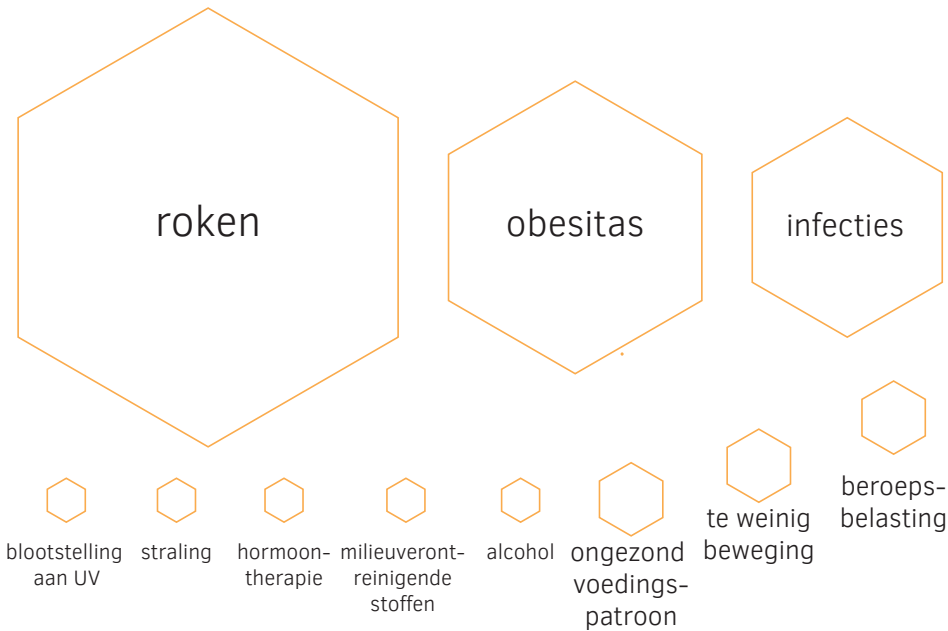 roken
obesitas
infecties
blootstelling
aan UV
straling
hormoon-
therapie
milieuveront-
reinigende
stoffen
alcohol
ongezond
voedings-
patroon
te weinig
beweging
beroeps-
belasting